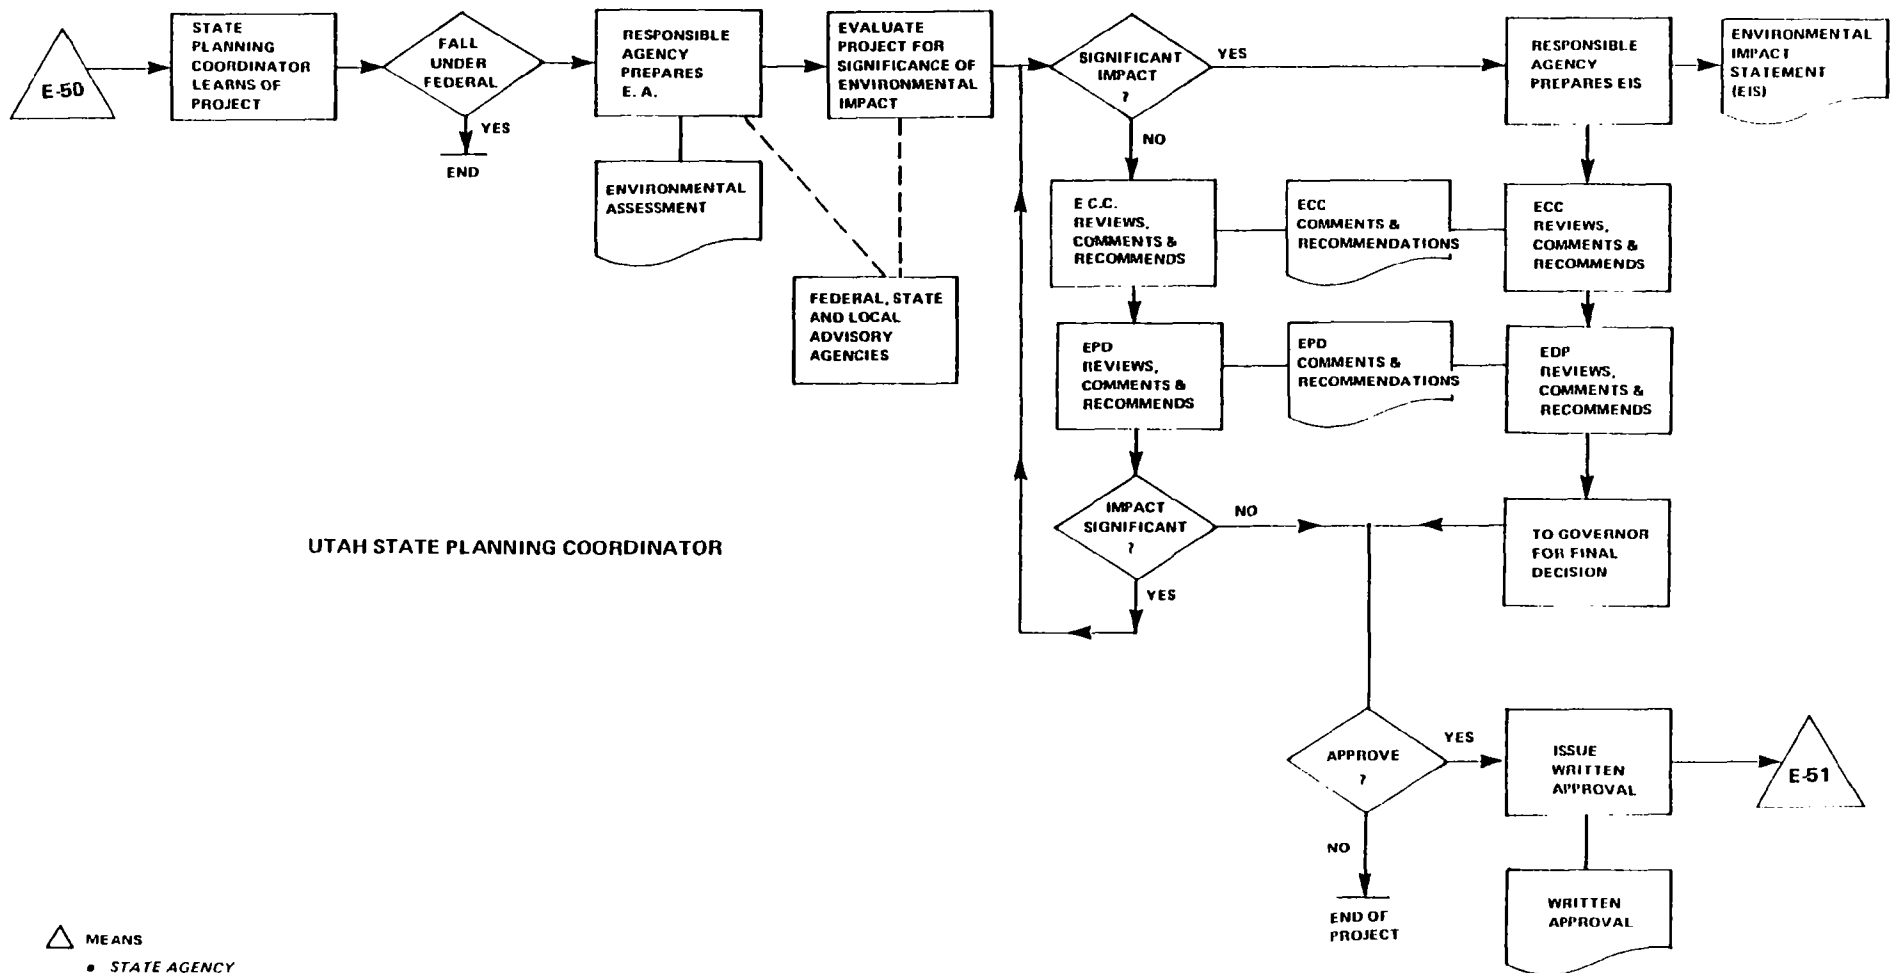 E-50
STATE
PLANNING
COORDINATOR
LEARNS OF
PROJECT
FALL
UNDER
FEDERAL
YES
END
RESPONSIBLE
AGENCY
PREPARES
E. A.
ENVIRONMENTAL
ASSESSMENT
EVALUATE
PROJECT FOR
SIGNIFICANCE OF
ENVIRONMENTAL
IMPACT
FEDERAL, STATE
AND LOCAL
ADVISORY
AGENCIES
SIGNIFICANT
IMPACT
?
YES
NO
RESPONSIBLE
AGENCY
PREPARES EIS
ENVIRONMENTAL
IMPACT
STATEMENT
(EIS)
E C.C.
REVIEWS,
COMMENTS &
RECOMMENDS
ECC
COMMENTS &
RECOMMENDATIONS
ECC
REVIEWS,
COMMENTS &
RECOMMENDS
EPD
REVIEWS,
COMMENTS &
RECOMMENDS
EPD
COMMENTS &
RECOMMENDATIONS
EDP
REVIEWS,
COMMENTS &
RECOMMENDS
IMPACT
SIGNIFICANT
?
NO
YES
TO GOVERNOR
FOR FINAL
DECISION
UTAH STATE PLANNING COORDINATOR
APPROVE
?
YES
NO
END OF
PROJECT
ISSUE
WRITTEN
APPROVAL
E-51
WRITTEN
APPROVAL
MEANS
• STATE AGENCY